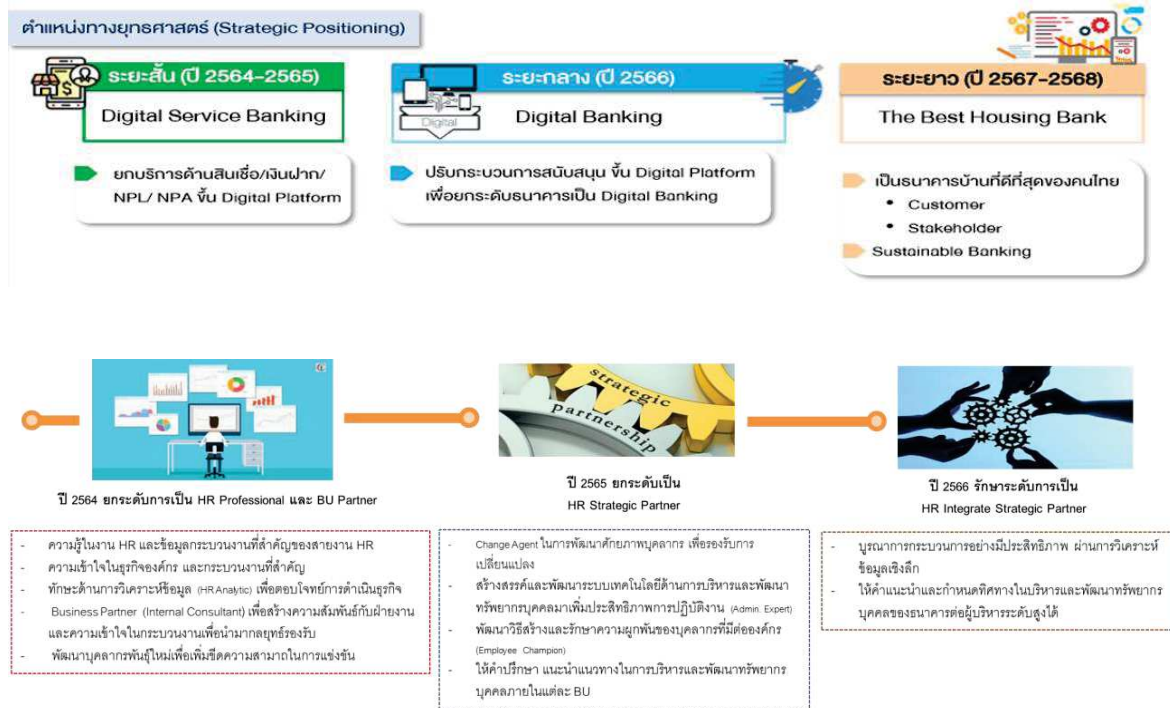 ตำแหน่งทางยุทธศาสตร์ (Strategic Positioning)
ระยะสั้น (ปี 2564-2565)
Digital Service Banking
ยกบริการด้านสินเชื่อ/เงินฝาก/
NPL/ NPA ขึ้น Digital Platform
ระยะกลาง (ปี 2566)
Digital
Digital Banking
ปรับกระบวนการสนับสนุน ขึ้น Digital Platform
เพื่อยกระดับธนาคารเป็น Digital Banking
ระยะยาว (ปี 2567-2568)
The Best Housing Bank
เป็นธนาคารบ้านที่ดีที่สุดของคนไทย
• Customer
• Stakeholder
Sustainable Banking
ปี 2564 ยกระดับการเป็น HR Professional และ BU Partner
- ความรู้ในงาน HR และข้อมูลกระบวนงานที่สำคัญของสายงาน HR
- ความเข้าใจในธุรกิจองค์กร และกระบวนงานที่สำคัญ
- ทักษะด้านการวิเคราะห์ข้อมูล (HR Analytic) เพื่อตอบโจทย์การดำเนินธุรกิจ
- Business Partner (Internal Consultant) เพื่อสร้างความสัมพันธ์กับฝ่ายงาน
และความเข้าใจในกระบวนงานเพื่อนำมากลยุทธ์รองรับ
- พัฒนาบุคลากรพันธุ์ใหม่เพื่อเพิ่มขีดความสามาถในการแข่งขัน
strategic
partnership
ปี 2565 ยกระดับเป็น
HR Strategic Partner
- Change Agent ในการพัฒนาศักยภาพบุคลากร เพื่อรองรับการ
เปลี่ยนแปลง
- สร้างสรรค์และพัฒนาระบบเทคโนโลยีด้านการบริหารและพัฒนา
ทรัพยากรบุคคลมาเพิ่มประสิทธิภาพการปฏิบัติงาน (Admin. Expert)
- พัฒนาวิธีสร้างและรักษาความผูกพันของบุคลากรที่มีต่อองค์กร
(Employee Champion)
- ให้คำปรึกษา แนะนำแนวทางในการบริหารและพัฒนาทรัพยากร
บุคคลภายในแต่ละ BU
ปี 2566 รักษาระดับการเป็น
HR Integrate Strategic Partner
- บูรณาการกระบวนการอย่างมีประสิทธิภาพ ผ่านการวิเคราะห์
ข้อมูลเชิงลึก
- ให้คำแนะนำและกำหนดทิศทางในบริหารและพัฒนาทรัพยากร
บุคคลของธนาคารต่อผู้บริหารระดับสูงได้